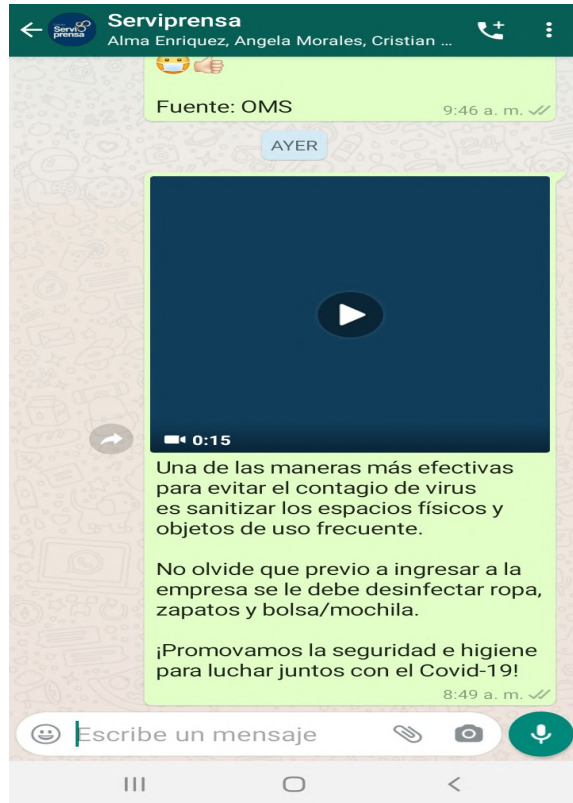 Servi
prensa
Serviprensa
Alma Enriquez, Angela Morales, Cristian ...
Fuente: OMS
9:46 a. m.
AYER
0:15
Una de las maneras más efectivas
para evitar el contagio de virus
es sanitizar los espacios físicos y
objetos de uso frecuente.
No olvide que previo a ingresar a la
empresa se le debe desinfectar ropa,
zapatos y bolsa/mochila.
¡Promovamos la seguridad e higiene
para luchar juntos con el Covid-19!
8:49 a. m.
Escribe un mensaje